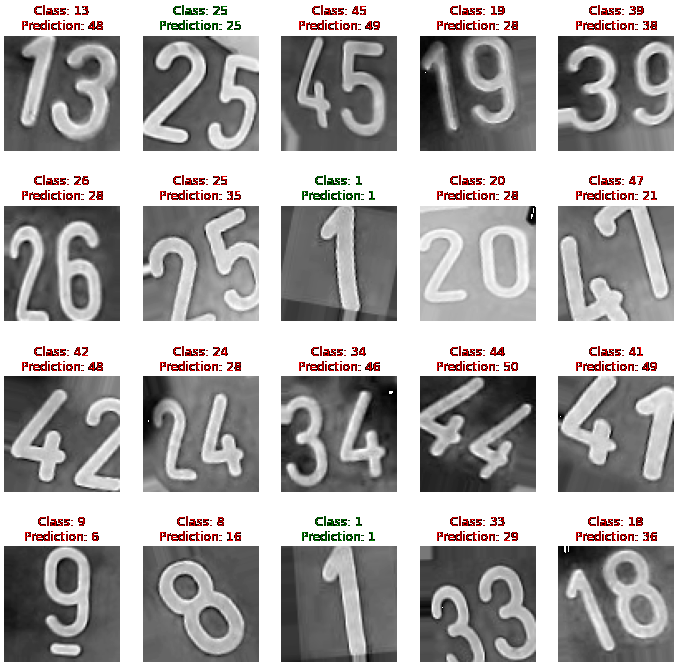 Class: 13 Class: 25 Class: 45 Class: 19 Class: 39
Prediction: 48 Prediction: 25 Prediction: 49 Prediction: 28 Prediction: 38
13 25 45 19 39
Class: 26 Class: 25 Class: 1 Class: 20 Class: 47
Prediction: 28 Prediction: 35 Prediction: 1 Prediction: 28 Prediction: 21
26 25 1 20 47
Class: 42 Class: 24 Class: 34 Class: 44 Class: 41
Prediction: 48 Prediction: 28 Prediction: 46 Prediction: 50 Prediction: 49
42 24 34 44 41
Class: 9 Class: 8 Class: 1 Class: 33 Class: 18
Prediction: 6 Prediction: 16 Prediction: 1 Prediction: 29 Prediction: 36
9 8 1 33 18